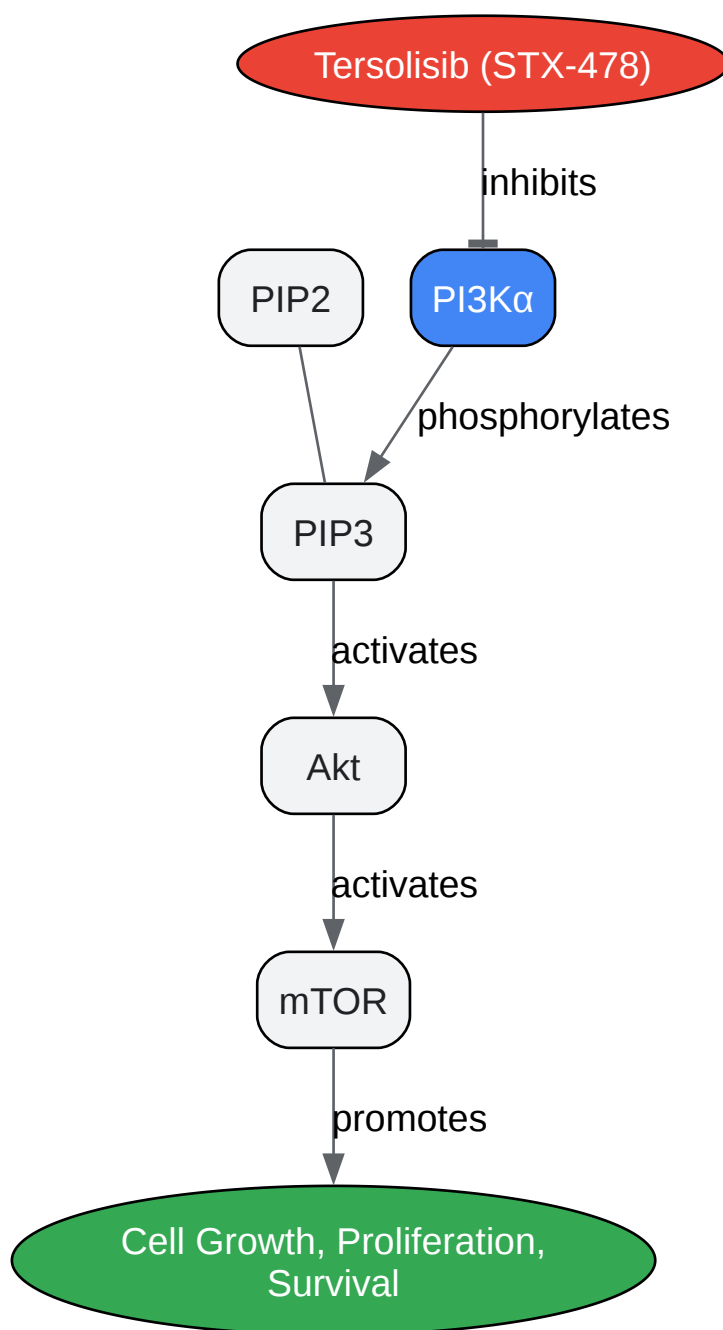 Tersolisib (STX-478)
inhibits
PIP2
PI3Kα
phosphorylates
PIP3
activates
Akt
activates
mTOR
promotes
Cell Growth, Proliferation,
Survival